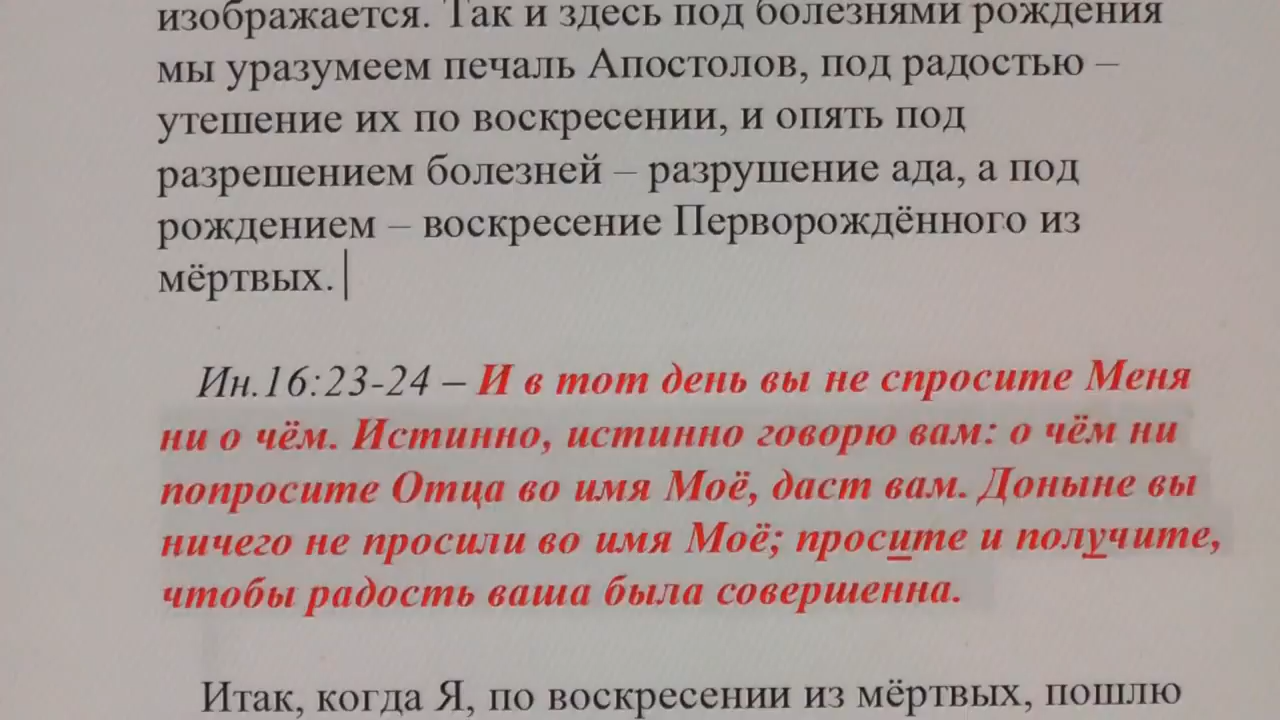 изображается. Так и здесь под болезнями рождения
мы уразумеем печаль Апостолов, под радостью –
утешение их по воскресении, и опять под
разрешением болезней – разрушение ада, а под
рождением – воскресение Перворождённого из
мёртвых.
Ин.16:23-24 – И в тот день вы не спросите Меня
ни о чём. Истинно, истинно говорю вам: о чём ни
попросите Отца во имя Моё, даст вам. Доныне вы
ничего не просили во имя Моё; просите и получите,
чтобы радость ваша была совершенна.
Итак, когда Я, по воскресении из мёртвых, пошлю